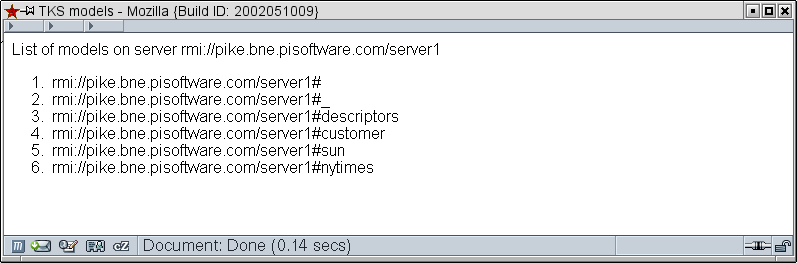 TKS models - Mozilla {Build ID: 2002051009}
List of models on server rmi://pike.bne.pisoftware.com/server1
1. rmi://pike.bne.pisoftware.com/server1#
2. rmi://pike.bne.pisoftware.com/server1#_
3. rmi://pike.bne.pisoftware.com/server1#descriptors
4. rmi://pike.bne.pisoftware.com/server1#customer
5. rmi://pike.bne.pisoftware.com/server1#sun
6. rmi://pike.bne.pisoftware.com/server1#nytimes
Document: Done (0.14 secs)